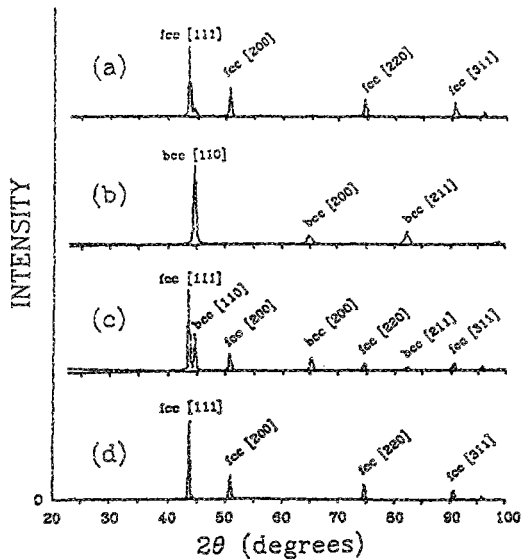 fcc [111]
(a)
fcc [200]
fcc [220]
fcc [311]
bcc [110]
(b)
bcc [200]
bcc [211]
fcc [111]
(c)
bcc [110]
fcc [200]
bcc [200]
fcc [220]
bcc [211]
fcc [311]
fcc [111]
(d)
fcc [200]
fcc [220]
fcc [311]
INTENSITY
0
20 30 40 50 60 70 80 90 100
2θ (degrees)